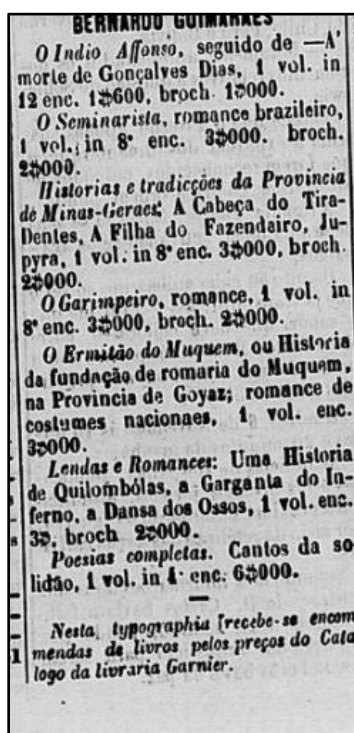 BERNARDO GUIMARÃES
O Indio Affonso, seguido de —A'
morte de Gonçalves Dias, 1 vol. in
12 enc. 1$600, broch. 1$000.
O Seminarista, romance brazileiro,
1 vol., in 8º enc. 3$000. broch.
2$000.
Historias e tradicções da Provincia
de Minas-Geraes; A Cabeça do Tira-
Dentes, A Filha do Fazendeiro, Ju-
pyra, 1 vol. in 8º enc. 3$000, broch.
2$000.
O Garimpeiro, romance, 1 vol. in
8º enc. 3$000, broch. 2$000.
O Ermitão do Muquem, ou Historia
da fundação de romaria do Muquem,
na Provincia de Goyaz; romance de
costumes nacionaes, 1 vol. enc.
3$000.
Lendas e Romances: Uma Historia
de Quilombólas, a Garganta do In-
ferno, a Dansa dos Ossos, 1 vol. enc.
3$, broch 2$000.
Poesias completas. Cantos da so-
lidão, 1 vol. in 4º enc. 6$000.
Nesta, typographia [recebe-se encom
mendas de livros pelos preços do Cata
logo da livraria Garnier.